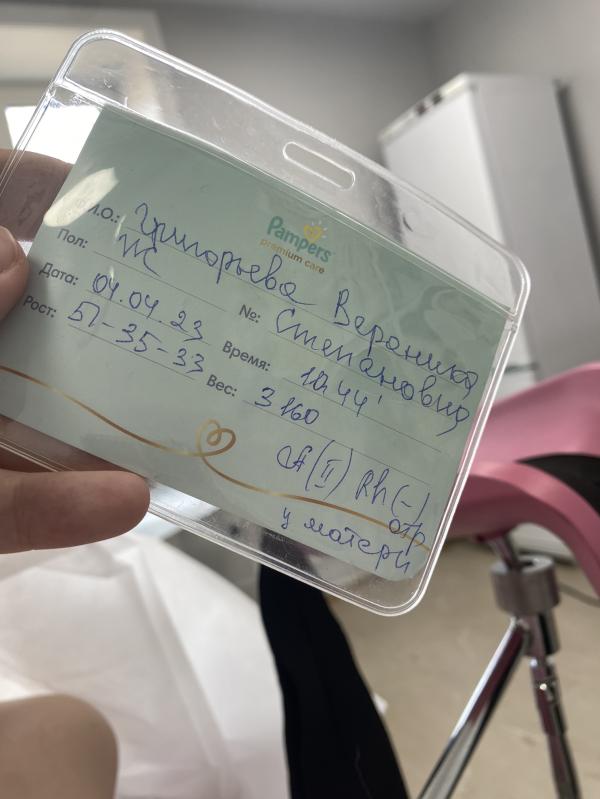 Pampers
premium care
Ф.И.О.: Григорьева Вероника
Пол: Ж №: Степановна
Дата: 04.04.23 Время: 10.44'
Рост: 51-35-33 Вес: 3160
A(II) Rh(-)
отр
у матери